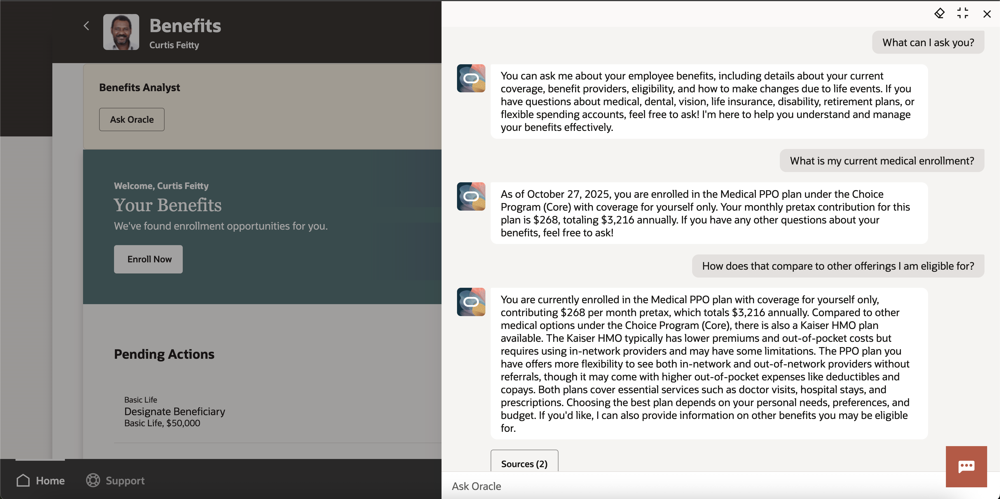 Benefits
Curtis Feitty
Benefits Analyst
Ask Oracle
Welcome, Curtis Feitty
Your Benefits
We've found enrollment opportunities for you.
Enroll Now
Pending Actions
Basic Life
Designate Beneficiary
Basic Life, $50,000
Home
Support
What can I ask you?
You can ask me about your employee benefits, including details about your current
coverage, benefit providers, eligibility, and how to make changes due to life events. If you
have questions about medical, dental, vision, life insurance, disability, retirement plans, or
flexible spending accounts, feel free to ask! I'm here to help you understand and manage
your benefits effectively.
What is my current medical enrollment?
As of October 27, 2025, you are enrolled in the Medical PPO plan under the Choice
Program (Core) with coverage for yourself only. Your monthly pretax contribution for this
plan is $268, totaling $3,216 annually. If you have any other questions about your
benefits, feel free to ask!
How does that compare to other offerings I am eligible for?
You are currently enrolled in the Medical PPO plan with coverage for yourself only,
contributing $268 per month pretax, which totals $3,216 annually. Compared to other
medical options under the Choice Program (Core), there is also a Kaiser HMO plan
available. The Kaiser HMO typically has lower premiums and out-of-pocket costs but
requires using in-network providers and may have some limitations. The PPO plan you
have offers more flexibility to see both in-network and out-of-network providers without
referrals, though it may come with higher out-of-pocket expenses like deductibles and
copays. Both plans cover essential services such as doctor visits, hospital stays, and
prescriptions. Choosing the best plan depends on your personal needs, preferences, and
budget. If you'd like, I can also provide information on other benefits you may be eligible
for.
Sources (2)
Ask Oracle